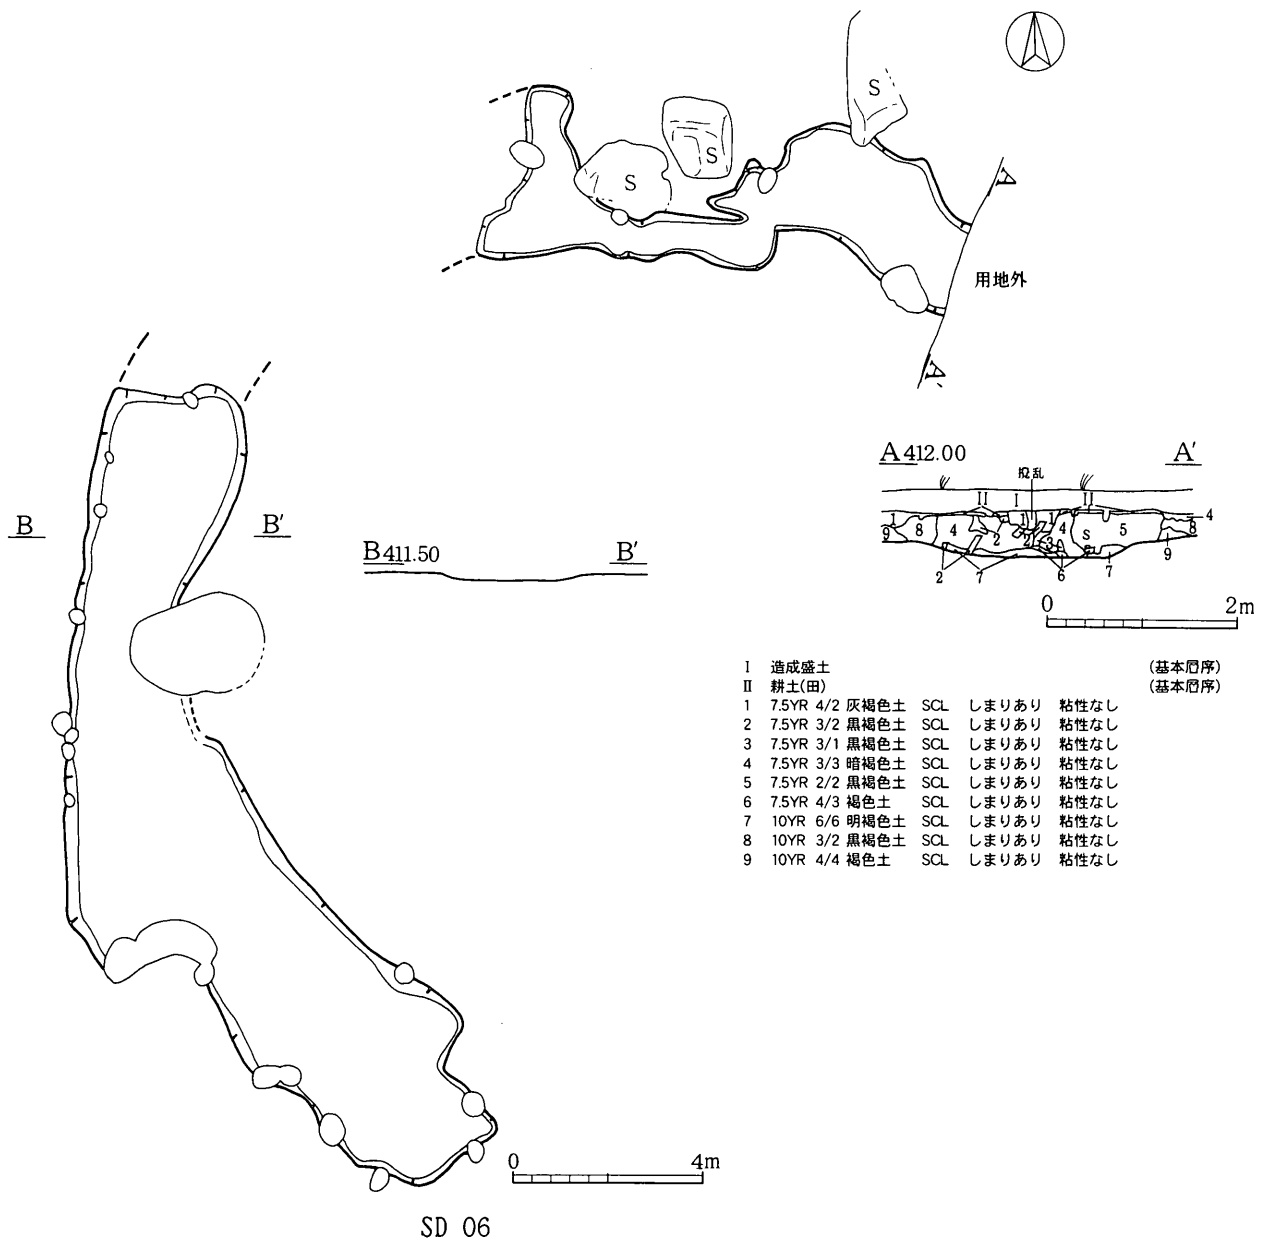 S
S
S
A
用地外
A'
B
B'
B 411.50
B'
A 412.00
A'
攪乱
II
I
II
1
1
1
4
9
8
4
2
2
3
4
S
5
8
9
2
7
6
7
0
2m
I 造成盛土 (基本層序)
II 耕土(田) (基本層序)
1 7.5YR 4/2 灰褐色土 SCL しまりあり 粘性なし
2 7.5YR 3/2 黒褐色土 SCL しまりあり 粘性なし
3 7.5YR 3/1 黒褐色土 SCL しまりあり 粘性なし
4 7.5YR 3/3 暗褐色土 SCL しまりあり 粘性なし
5 7.5YR 2/2 黒褐色土 SCL しまりあり 粘性なし
6 7.5YR 4/3 褐色土 SCL しまりあり 粘性なし
7 10YR 6/6 明褐色土 SCL しまりあり 粘性なし
8 10YR 3/2 黒褐色土 SCL しまりあり 粘性なし
9 10YR 4/4 褐色土 SCL しまりあり 粘性なし
0
4m
SD 06